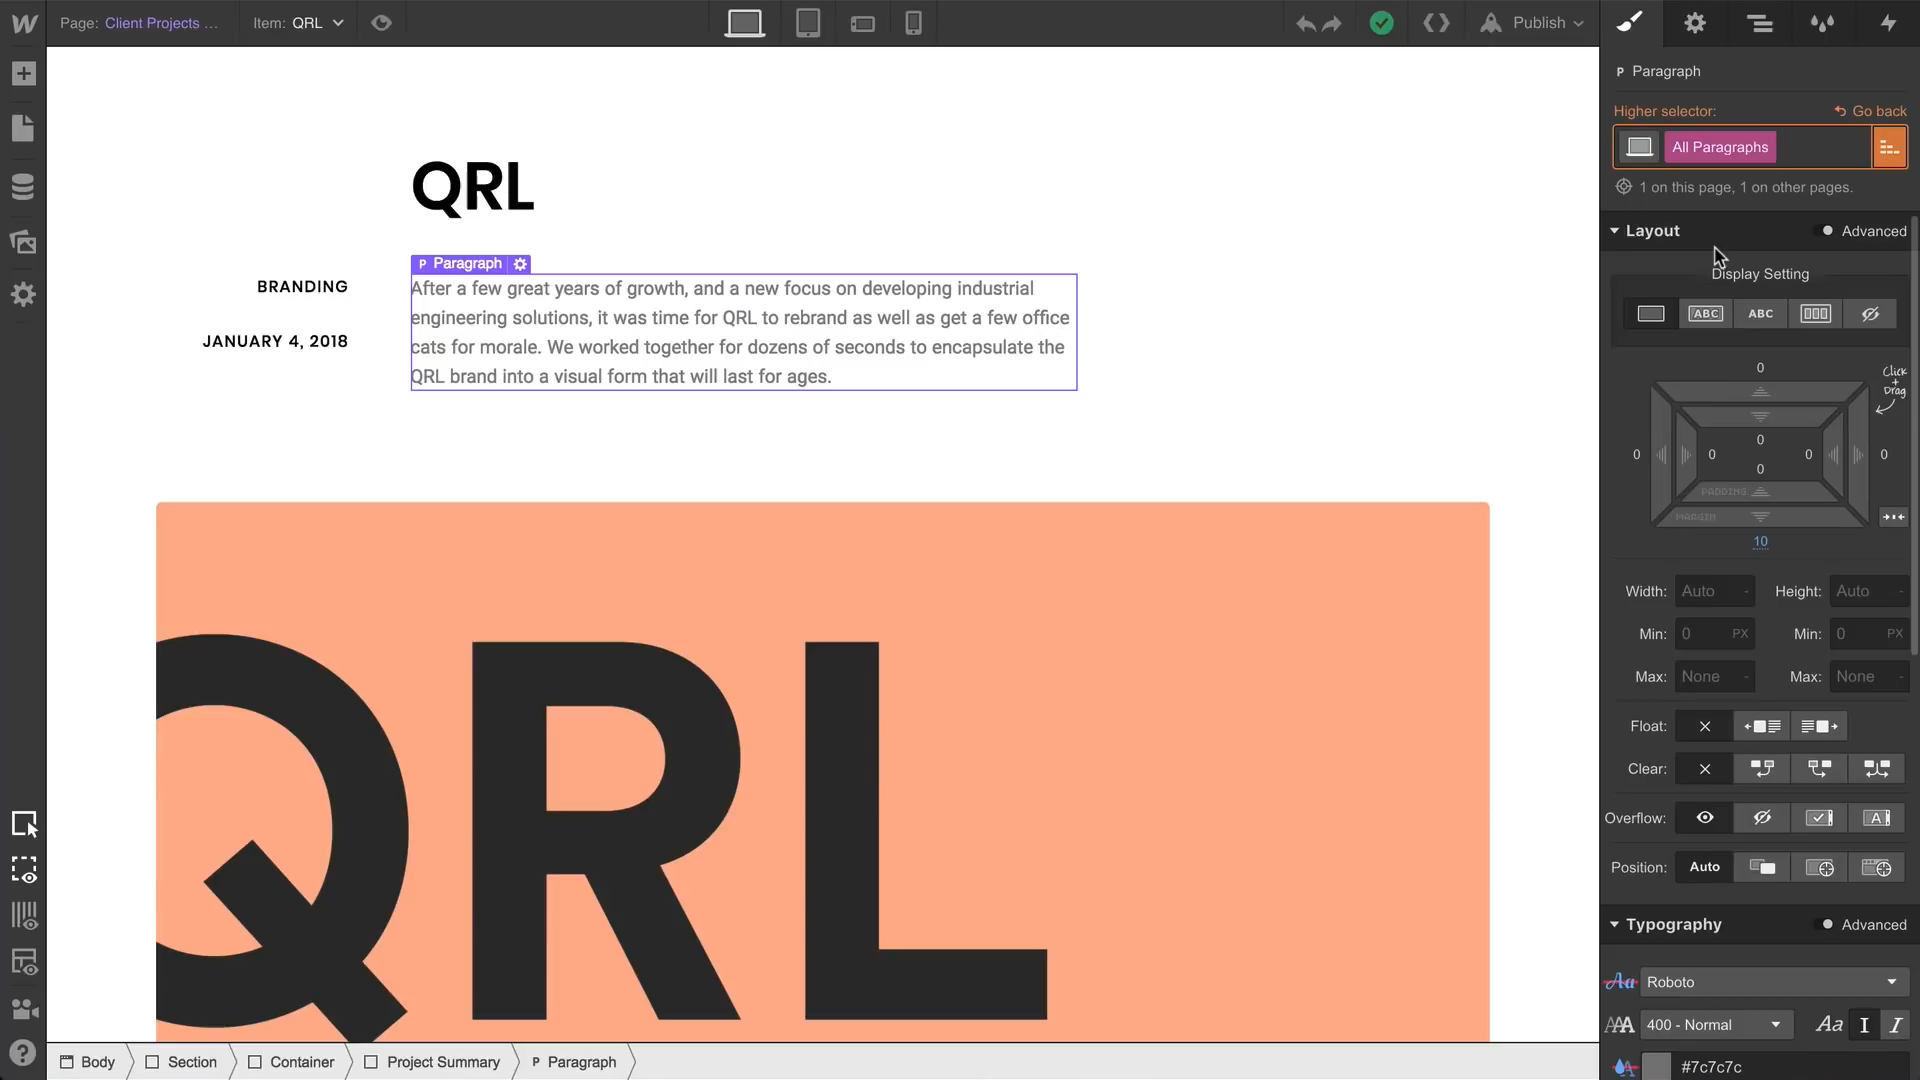 Page: Client Projects ...
Item: QRL
Publish
P Paragraph
Higher selector:
Go back
All Paragraphs
1 on this page, 1 on other pages.
Layout
Advanced
Display Setting
ABC
ABC
0
Click
+
Drag
0
0
0
0
0
0
PADDING
MARGIN
10
Width: Auto -
Height: Auto -
Min: 0 PX
Min: 0 PX
Max: None -
Max: None -
Float:
Clear:
Overflow:
A
Position: Auto
Typography
Advanced
Aa Roboto
AAA 400 - Normal
Aa I I
#7c7c7c
QRL
P Paragraph
BRANDING
JANUARY 4, 2018
After a few great years of growth, and a new focus on developing industrial
engineering solutions, it was time for QRL to rebrand as well as get a few office
cats for morale. We worked together for dozens of seconds to encapsulate the
QRL brand into a visual form that will last for ages.
QRL
Body
Section
Container
Project Summary
P Paragraph